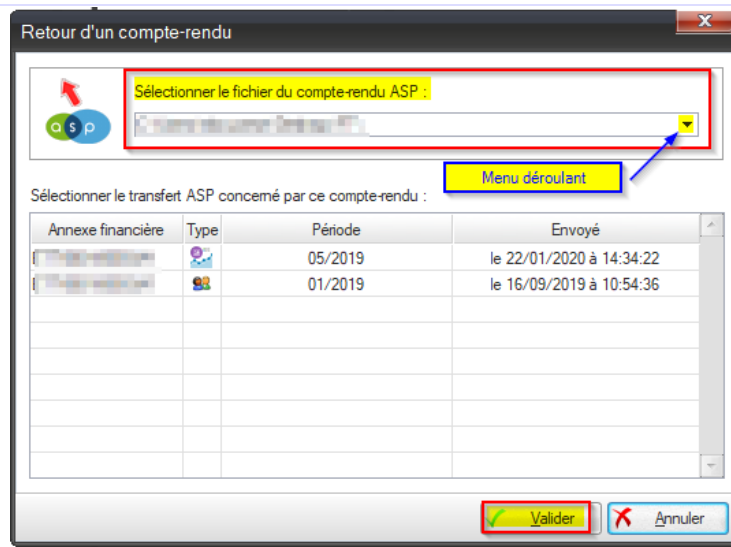 Retour d'un compte-rendu
x
asp
Sélectionner le fichier du compte-rendu ASP :
Menu déroulant
Sélectionner le transfert ASP concerné par ce compte-rendu :
Annexe financière Type Période Envoyé
05/2019 le 22/01/2020 à 14:34:22
01/2019 le 16/09/2019 à 10:54:36
Valider Annuler